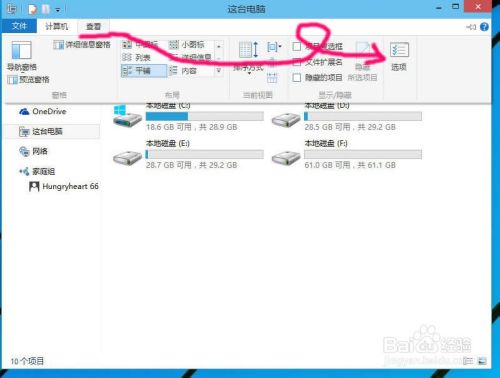 这台电脑
文件 计算机 查看
导航窗格
预览窗格
详细信息窗格
窗格
中图标 小图标
列表 详细信息
平铺 内容
布局
排序方式
当前视图
项目复选框
文件扩展名
隐藏的项目
隐藏
所选项目
显示/隐藏
选项
OneDrive
这台电脑
网络
家庭组
Hungryheart 66
本地磁盘 (C:)
18.6 GB 可用，共 28.9 GB
本地磁盘 (D:)
28.5 GB 可用，共 29.2 GB
本地磁盘 (E:)
28.7 GB 可用，共 29.2 GB
本地磁盘 (F:)
61.0 GB 可用，共 61.1 GB
10 个项目
Baidu 经验
jingyan.baidu.com